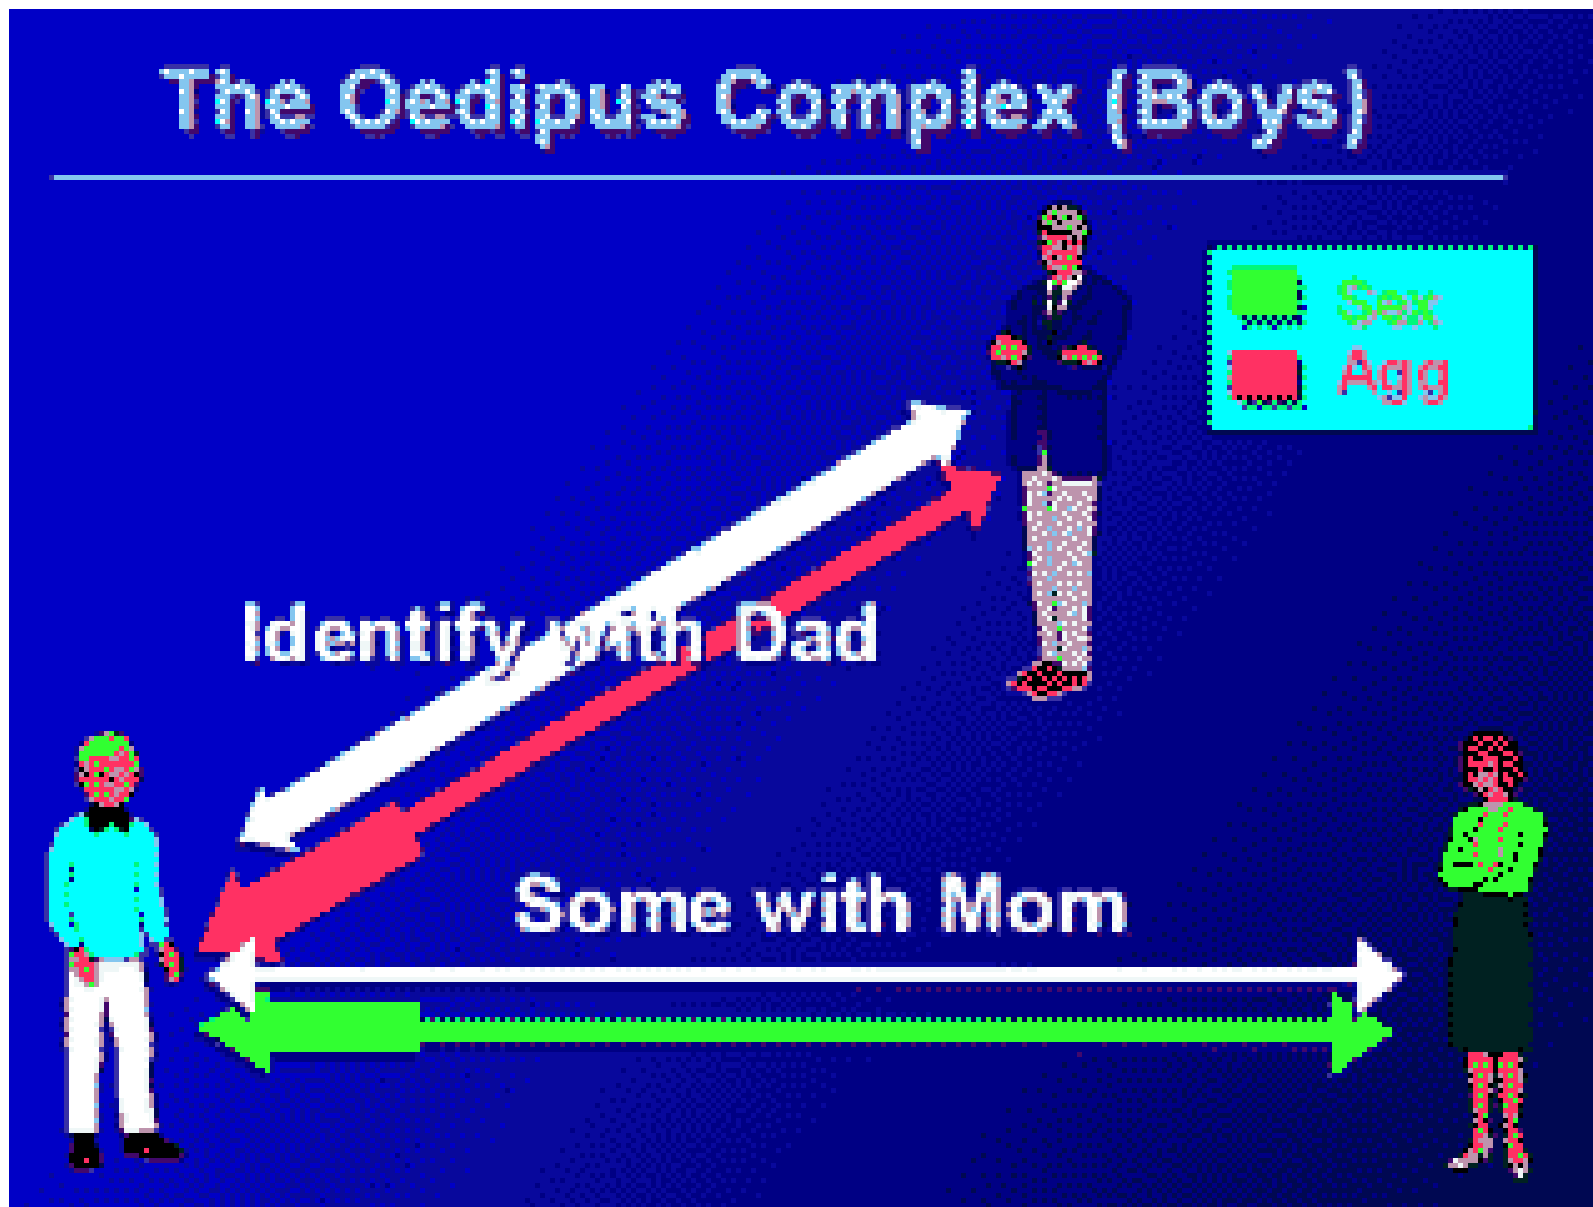 The Oedipus Complex (Boys)
Sex
Agg
Identify with Dad
Some with Mom